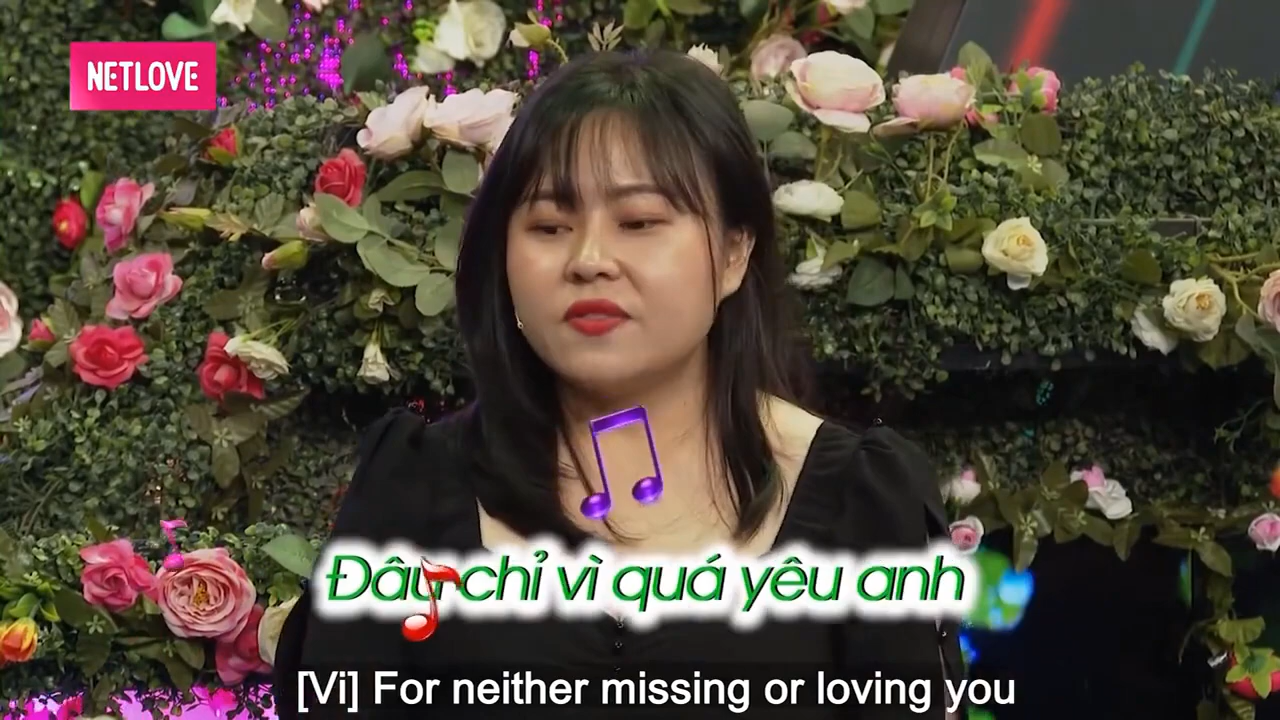 NETLOVE
Đâu chỉ vì quá yêu anh
[Vi] For neither missing or loving you